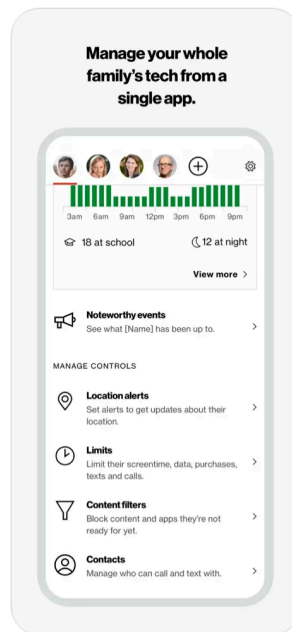 Manage your whole
family's tech from a
single app.
3am 6am 9am 12pm 3pm 6pm 9pm
18 at school 12 at night
View more >
Noteworthy events
See what [Name] has been up to.
MANAGE CONTROLS
Location alerts
Set alerts to get updates about their
location.
Limits
Limit their screentime, data, purchases,
texts and calls.
Content filters
Block content and apps they're not
ready for yet.
Contacts
Manage who can call and text with.